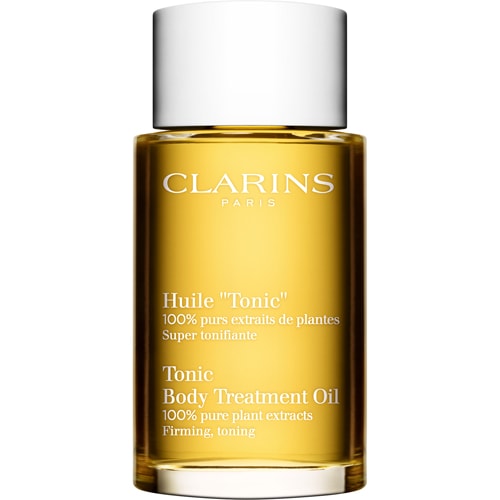 CLARINS
PARIS
Huile "Tonic"
100% purs extraits de plantes
Super tonifiante
Tonic
Body Treatment Oil
100% pure plant extracts
Firming, toning